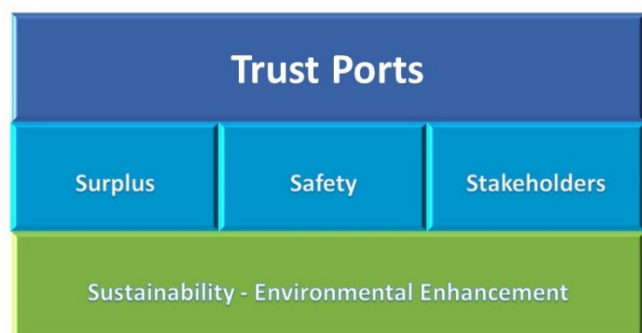 Trust Ports
Surplus
Safety
Stakeholders
Sustainability - Environmental Enhancement